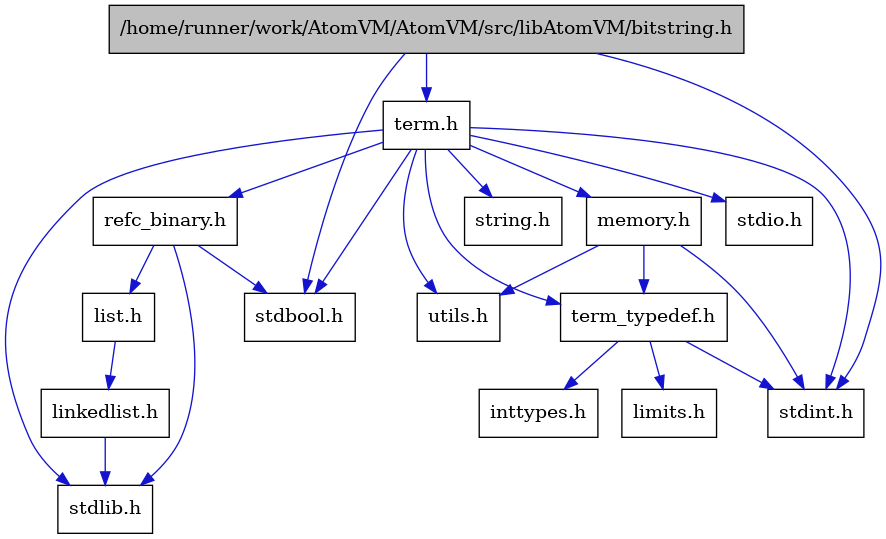 /home/runner/work/AtomVM/AtomVM/src/libAtomVM/bitstring.h
term.h
refc_binary.h
string.h
memory.h
stdio.h
list.h
stdbool.h
utils.h
term_typedef.h
linkedlist.h
inttypes.h
limits.h
stdint.h
stdlib.h